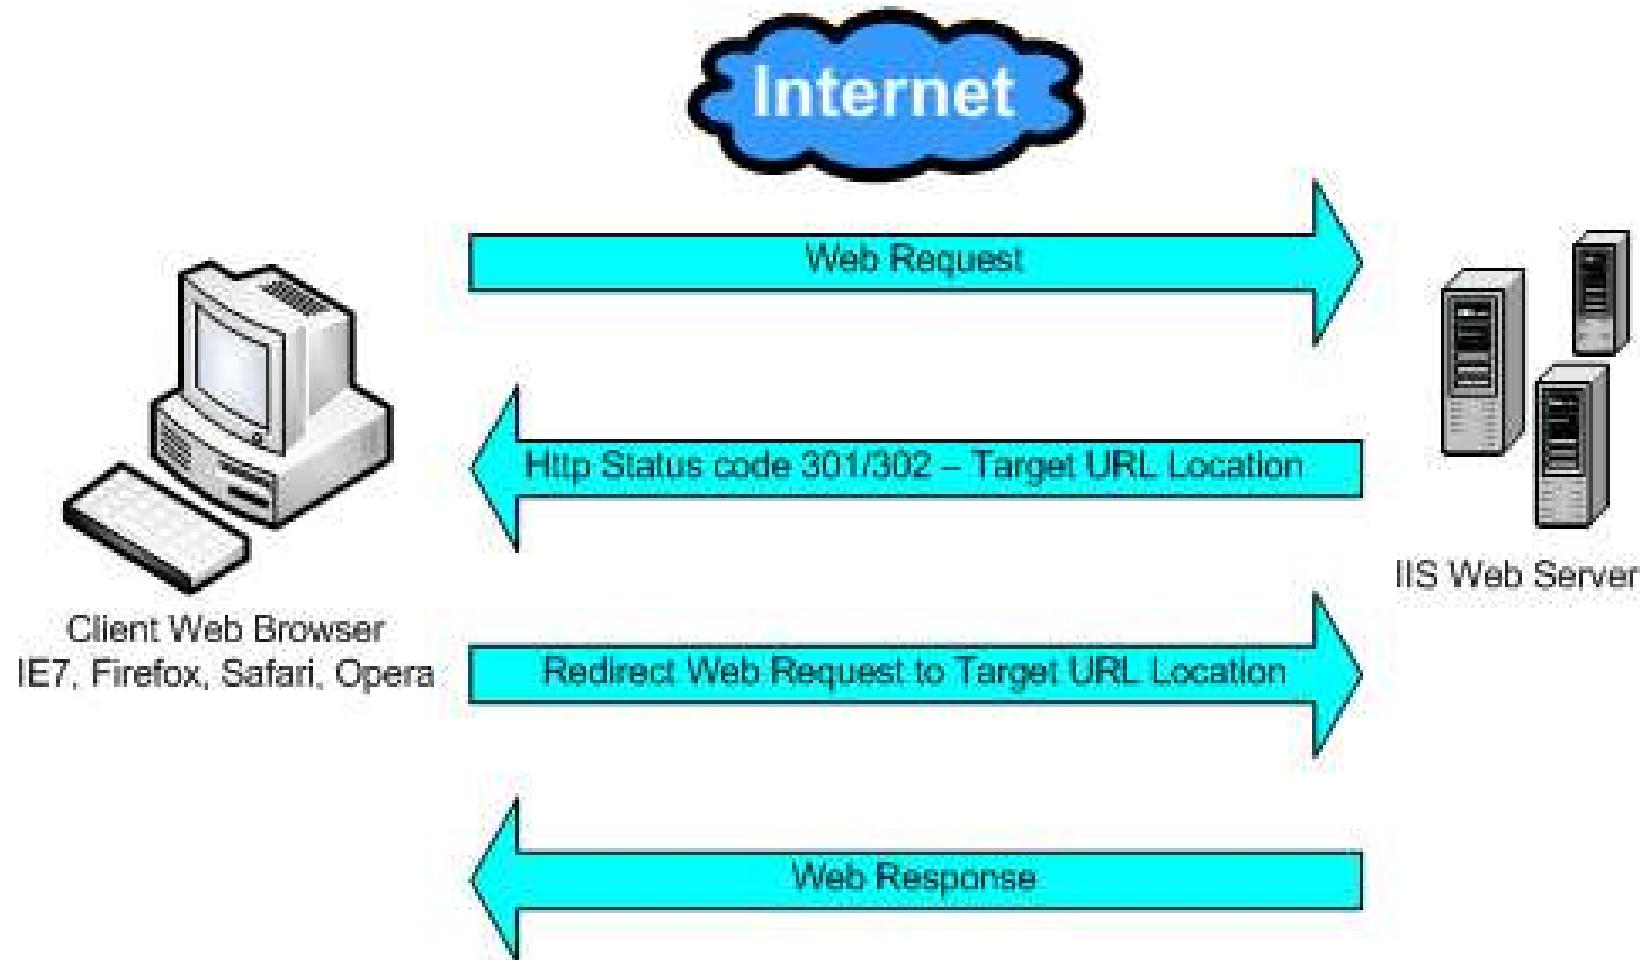 Internet
Web Request
Http Status code 301/302 – Target URL Location
IIS Web Server
Client Web Browser
IE7, Firefox, Safari, Opera
Redirect Web Request to Target URL Location
Web Response